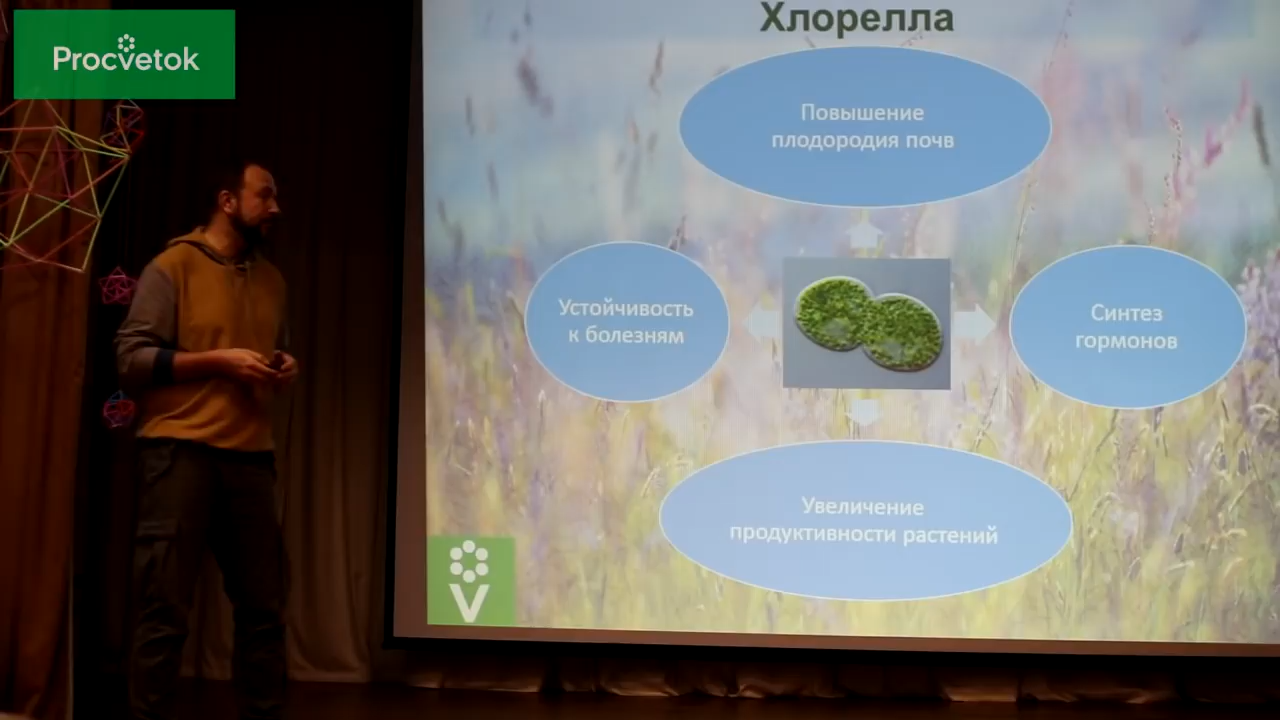 Procvetok
Хлорелла
Повышение
плодородия почв
Устойчивость
к болезням
Синтез
гормонов
Увеличение
продуктивности растений